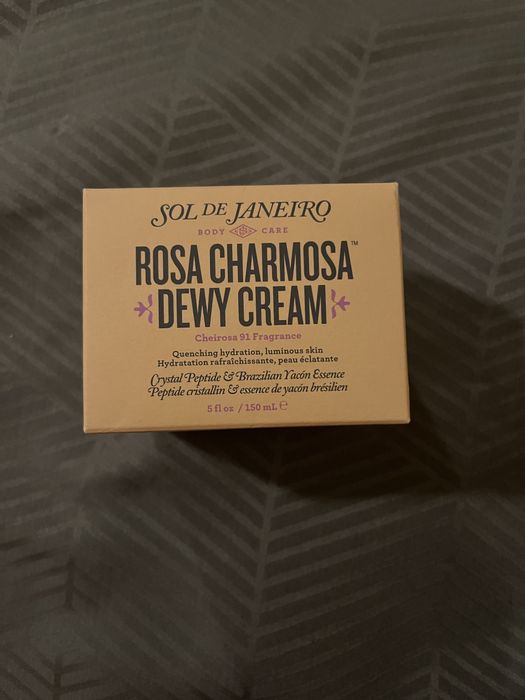 SOL DE JANEIRO
BODY CARE
ROSA CHARMOSA™
DEWY CREAM
Cheirosa 91 Fragrance
Quenching hydration, luminous skin
Hydratation rafraîchissante, peau éclatante
Crystal Peptide & Brazilian Yacón Essence
Peptide cristallin & essence de yacón brésilien
5 fl oz / 150 mL ℮